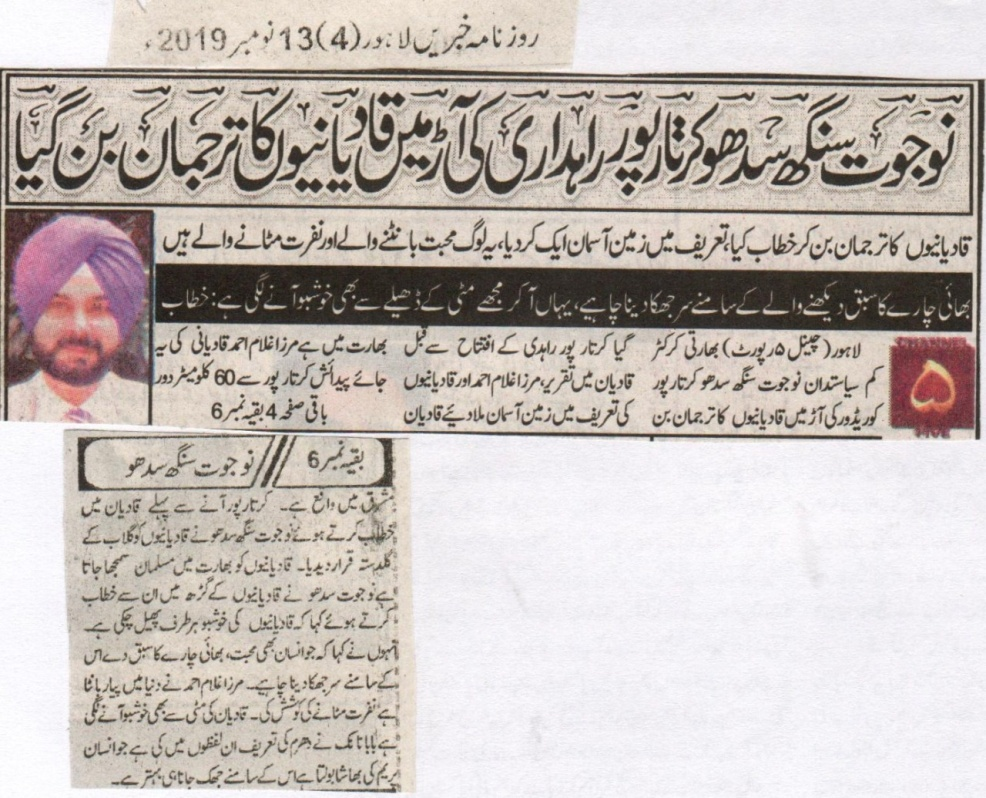 روزنامہ خبریں لاہور (4) 13 نومبر 2019ء
نوجوت سنگھ سدھو کرتارپور راہداری کی آڑ میں قادیانیوں کا ترجمان بن گیا
قادیانیوں کا ترجمان بن کر خطاب کیا، تعریف میں زمین آسمان ایک کر دیا، یہ لوگ محبت بانٹنے والے اور نفرت مٹانے والے ہیں
بھائی چارے کا سبق دیکھنے والے کے سامنے سر جھکا دینا چاہیے، یہاں آ کر مجھے مٹی کے ڈھیلے سے بھی خوشبو آنے لگی ہے: خطاب
CHANNEL
۵
FIVE
لاہور (چینل ۵ رپورٹ) بھارتی کرکٹر
کم سیاستدان نوجوت سنگھ سدھو کرتارپور
کوریڈور کی آڑ میں قادیانیوں کا ترجمان بن
گیا کرتار پور راہدی کے افتتاح سے قبل
قادیان میں تقریر، مرزا غلام احمد اور قادیانیوں
کی تعریف میں زمین آسمان ملا دیئے قادیان
بھارت میں ہے مرزا غلام احمد قادیانی کی یہ
جائے پیدائش کرتارپور سے 60 کلومیٹر دور
باقی صفحہ 4 بقیہ نمبر 6
بقیہ نمبر 6 // نوجوت سنگھ سدھو
مشرق میں واقع ہے۔ کرتارپور آنے سے پہلے قادیان میں
خطاب کرتے ہوئے نوجوت سنگھ سدھو نے قادیانیوں کو گلاب کے
گلدستہ قرار دیدیا۔ قادیانیوں کو بھارت میں مسلمان سمجھا جاتا
ہے نوجوت سدھو نے قادیانیوں کے گڑھ میں ان سے خطاب
کرتے ہوئے کہا کہ قادیانیوں کی خوشبو ہر طرف پھیل چکی ہے۔
انہوں نے کہا کہ جو انسان بھی محبت، بھائی چارے کا سبق دے اس
کے سامنے سر جھکا دینا چاہیے۔ مرزا غلام احمد نے دنیا میں پیار بانٹا
ہے نفرت مٹانے کی کوشش کی۔ قادیان کی مٹی سے بھی خوشبو آنے لگی
ہے بابا نانک نے دھرم کی تعریف ان لفظوں میں کی ہے جو انسان
پریم کی بھاشا بولتا ہے اس کے سامنے جھک جانا ہی بہتر ہے۔